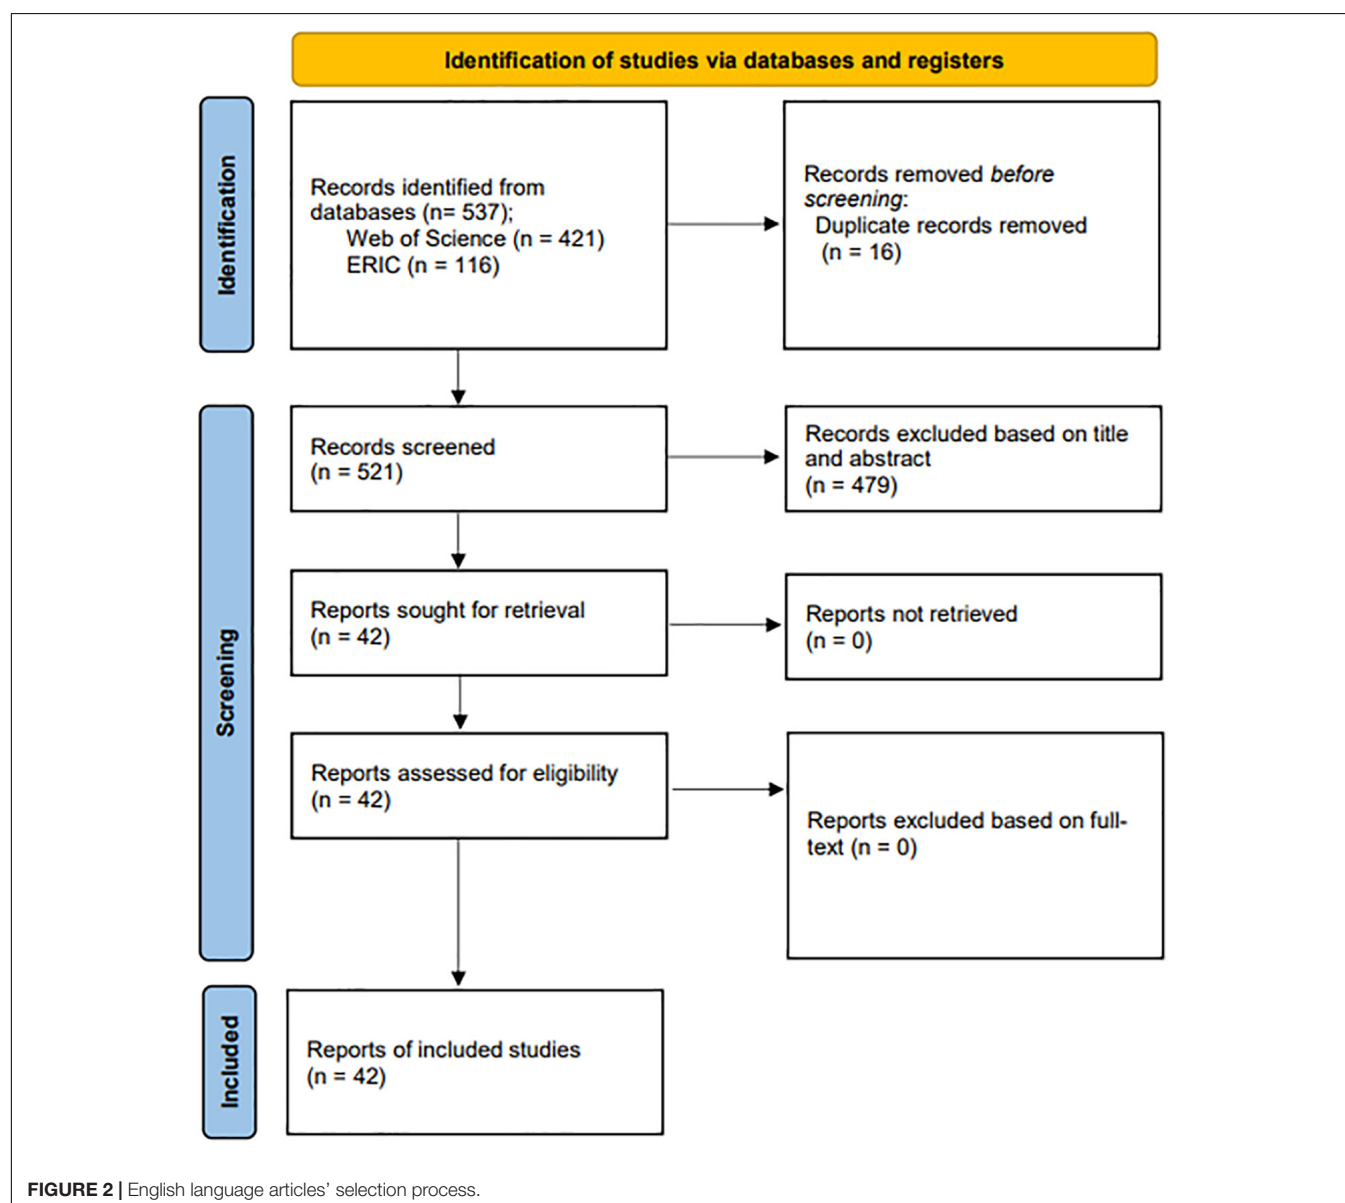 Identification of studies via databases and registers
Identification
Records identified from
databases (n= 537);
Web of Science (n = 421)
ERIC (n = 116)
Records removed before
screening:
Duplicate records removed
(n = 16)
Screening
Records screened
(n = 521)
Records excluded based on title
and abstract
(n = 479)
Reports sought for retrieval
(n = 42)
Reports not retrieved
(n = 0)
Reports assessed for eligibility
(n = 42)
Reports excluded based on full-
text (n = 0)
Included
Reports of included studies
(n = 42)
FIGURE 2 | English language articles’ selection process.